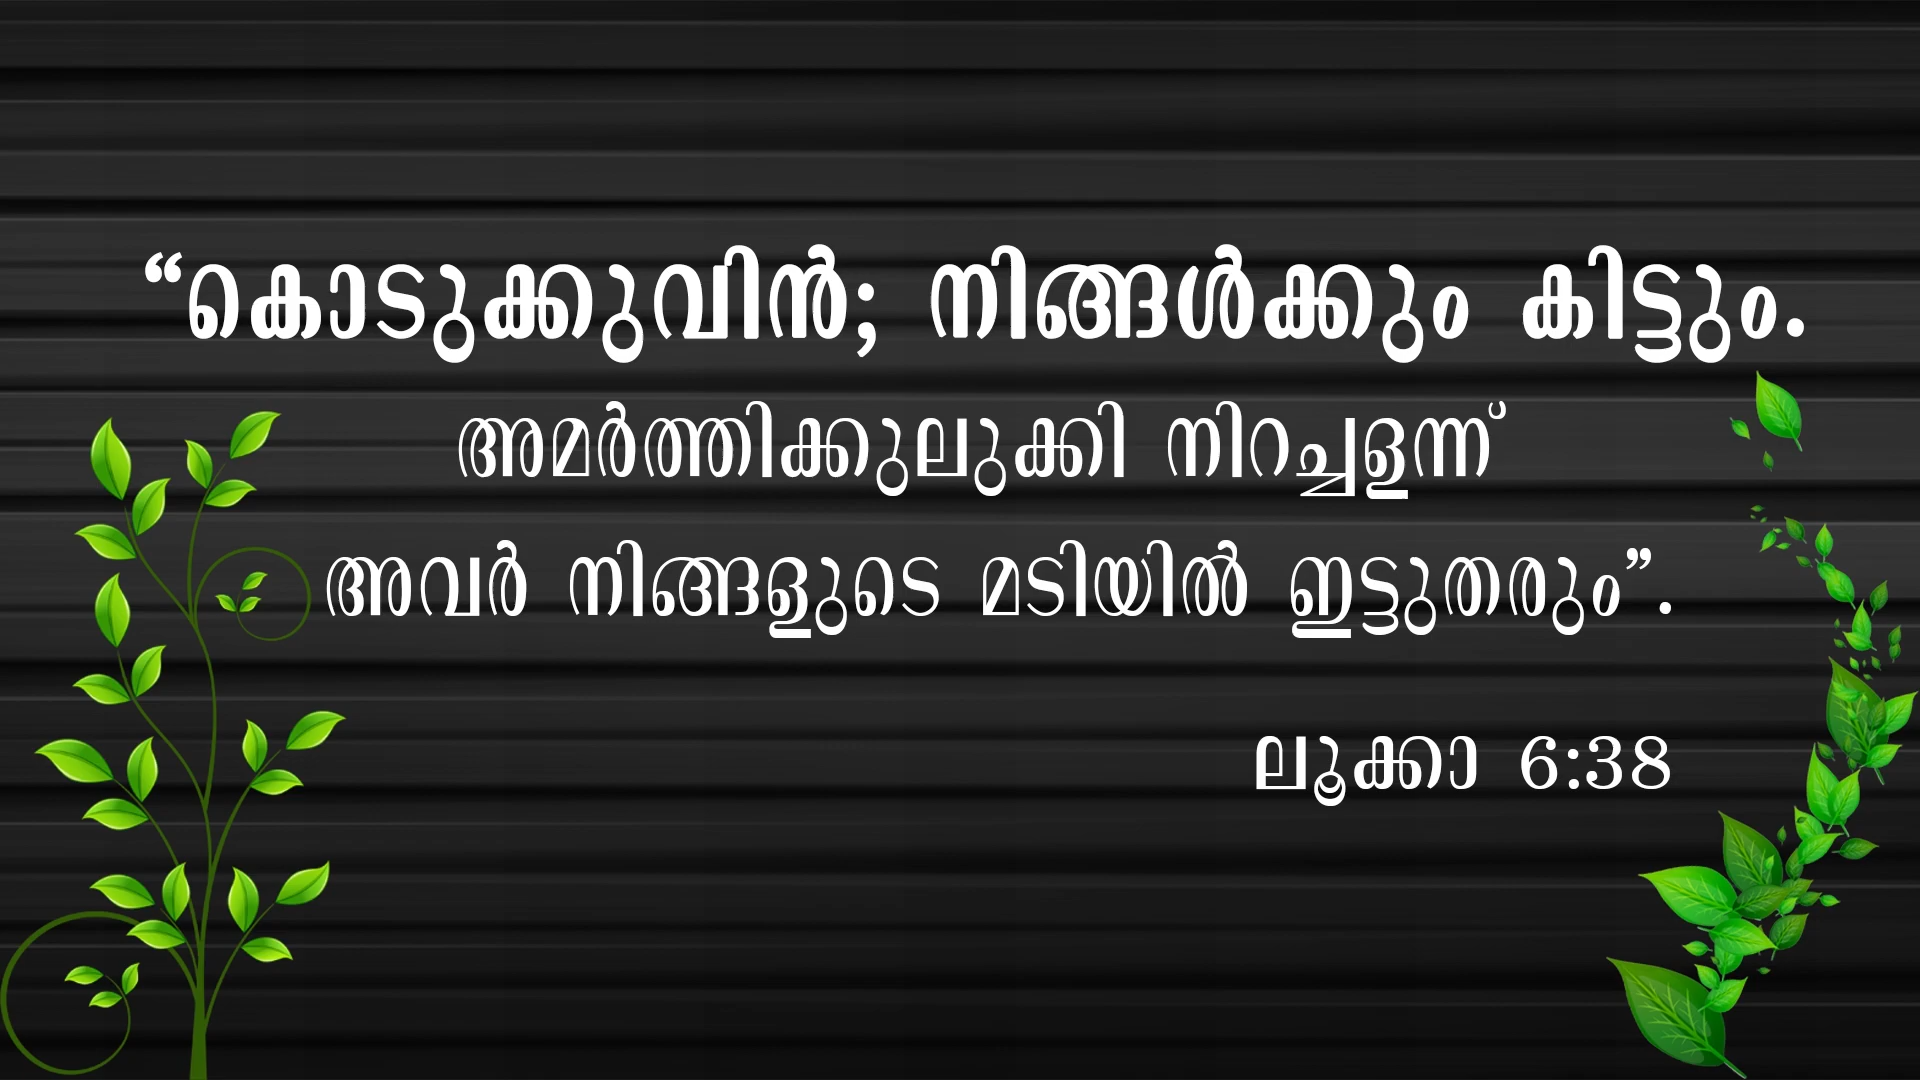 “കൊടുക്കുവിൻ; നിങ്ങൾക്കും കിട്ടും.
അമർത്തിക്കുലുക്കി നിറച്ചളന്ന്
അവർ നിങ്ങളുടെ മടിയിൽ ഇട്ടുതരും”.
ലൂക്കാ 6:38